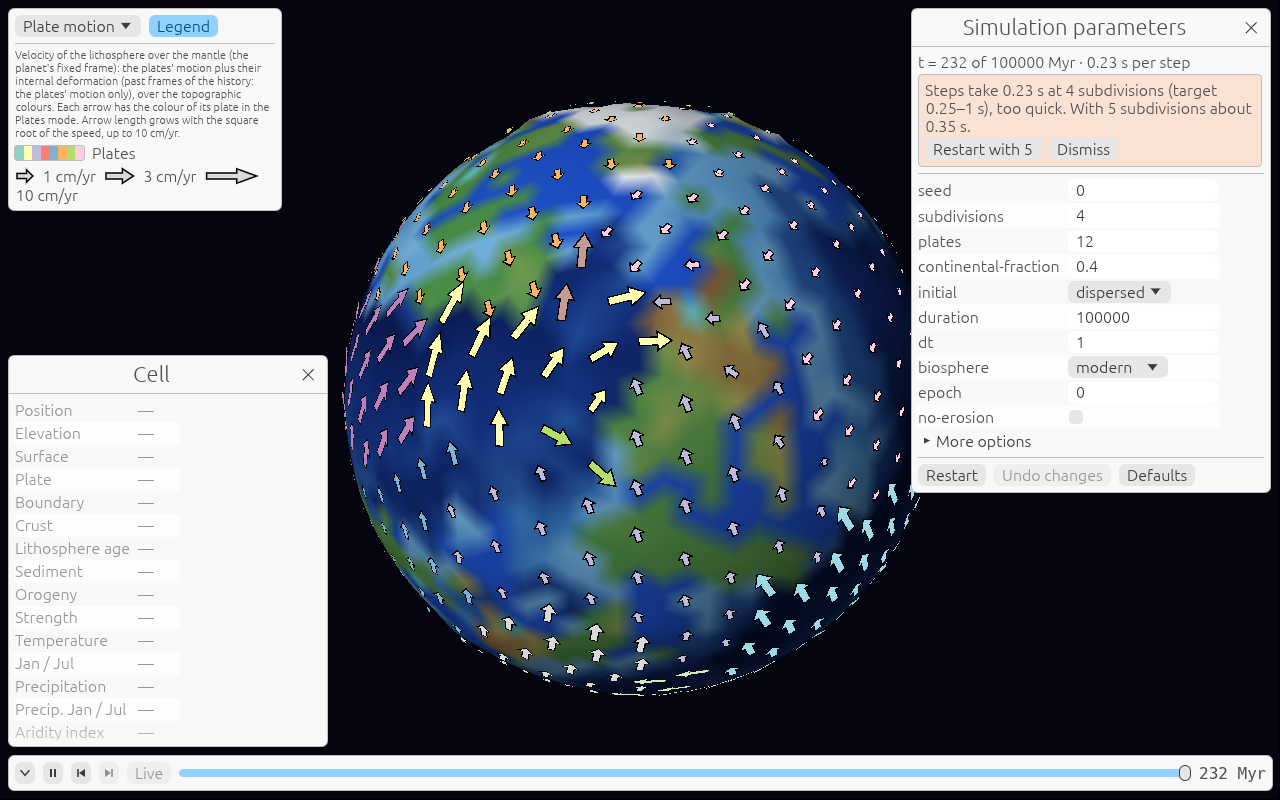 Plate motion
Legend
Velocity of the lithosphere over the mantle (the
planet's fixed frame): the plates' motion plus their
internal deformation (past frames of the history:
the plates' motion only), over the topographic
colours. Each arrow has the colour of its plate in the
Plates mode. Arrow length grows with the square
root of the speed, up to 10 cm/yr.
Plates
1 cm/yr 3 cm/yr
10 cm/yr
Cell
Position —
Elevation —
Surface —
Plate —
Boundary —
Crust —
Lithosphere age —
Sediment —
Orogeny —
Strength —
Temperature —
Jan / Jul —
Precipitation —
Precip. Jan / Jul —
Aridity index —
Simulation parameters
t = 232 of 100000 Myr · 0.23 s per step
Steps take 0.23 s at 4 subdivisions (target
0.25–1 s), too quick. With 5 subdivisions about
0.35 s.
Restart with 5 Dismiss
seed 0
subdivisions 4
plates 12
continental-fraction 0.4
initial dispersed
duration 100000
dt 1
biosphere modern
epoch 0
no-erosion
More options
Restart Undo changes Defaults
Live
232 Myr